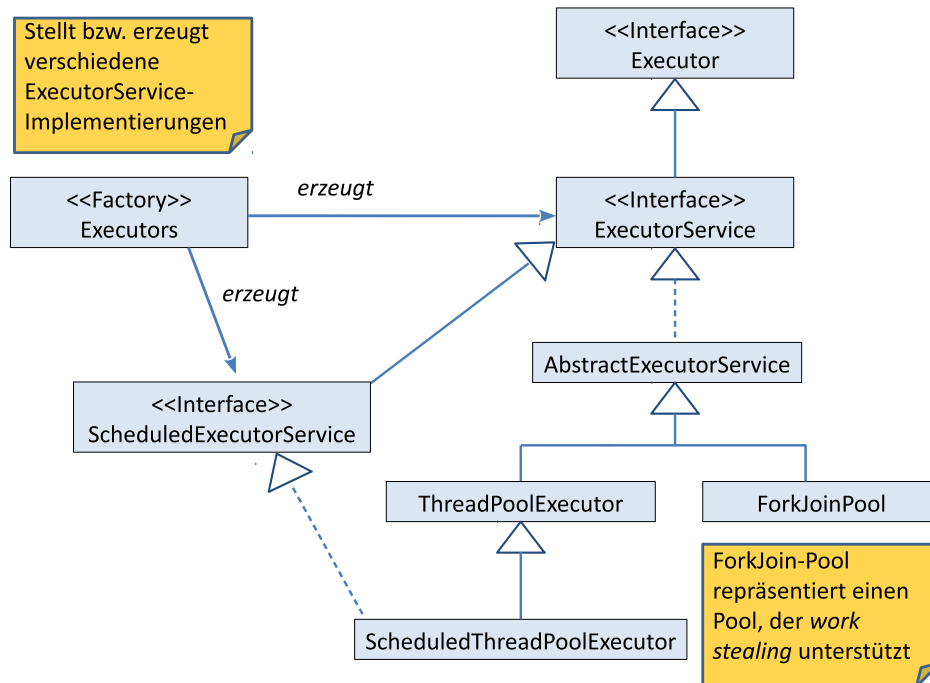 Stellt bzw. erzeugt
verschiedene
ExecutorService-
Implementierungen
<<Interface>>
Executor
<<Factory>>
Executors
erzeugt
<<Interface>>
ExecutorService
erzeugt
AbstractExecutorService
<<Interface>>
ScheduledExecutorService
ThreadPoolExecutor
ForkJoinPool
ForkJoin-Pool
repräsentiert einen
Pool, der work
stealing unterstützt
ScheduledThreadPoolExecutor